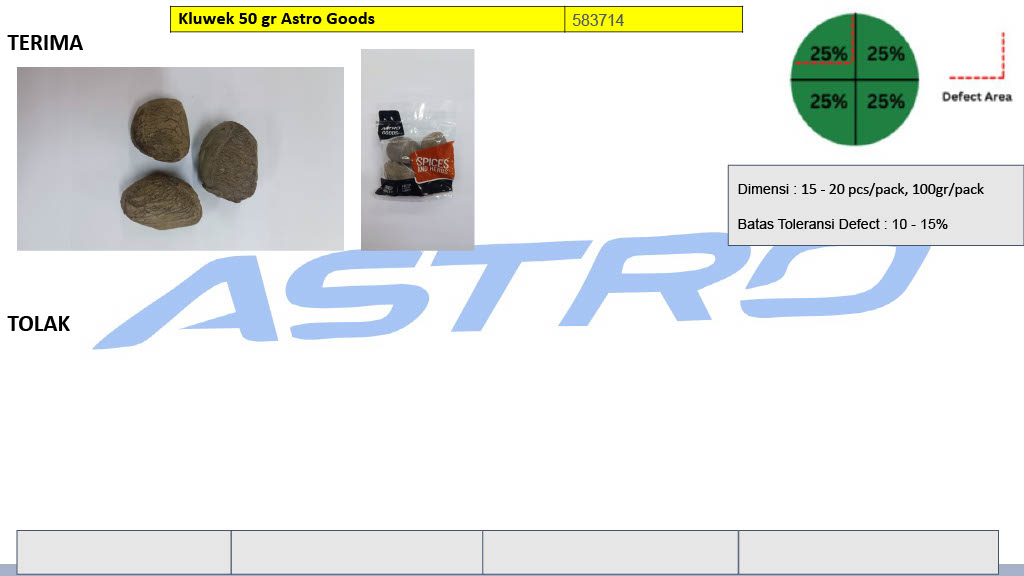 Kluwek 50 gr Astro Goods 583714
TERIMA
25% 25%
25% 25%
Defect Area
ASTRO
GOODS
SPICES
AND HERBS
Dimensi : 15 - 20 pcs/pack, 100gr/pack
Batas Toleransi Defect : 10 - 15%
ASTRO
TOLAK